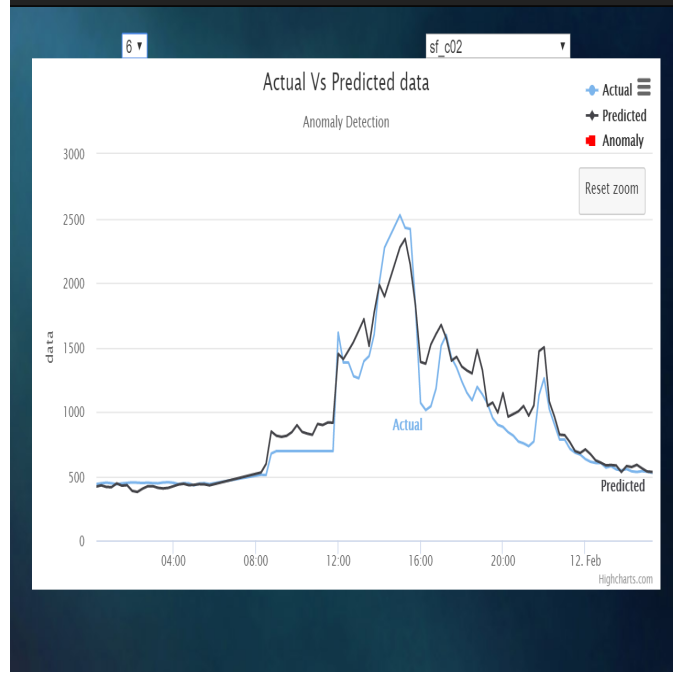 6
sf_c02
Actual Vs Predicted data
Anomaly Detection
Actual
Predicted
Anomaly
Reset zoom
3000
2500
2000
1500
1000
500
0
data
Actual
Predicted
04:00 08:00 12:00 16:00 20:00 12. Feb
Highcharts.com